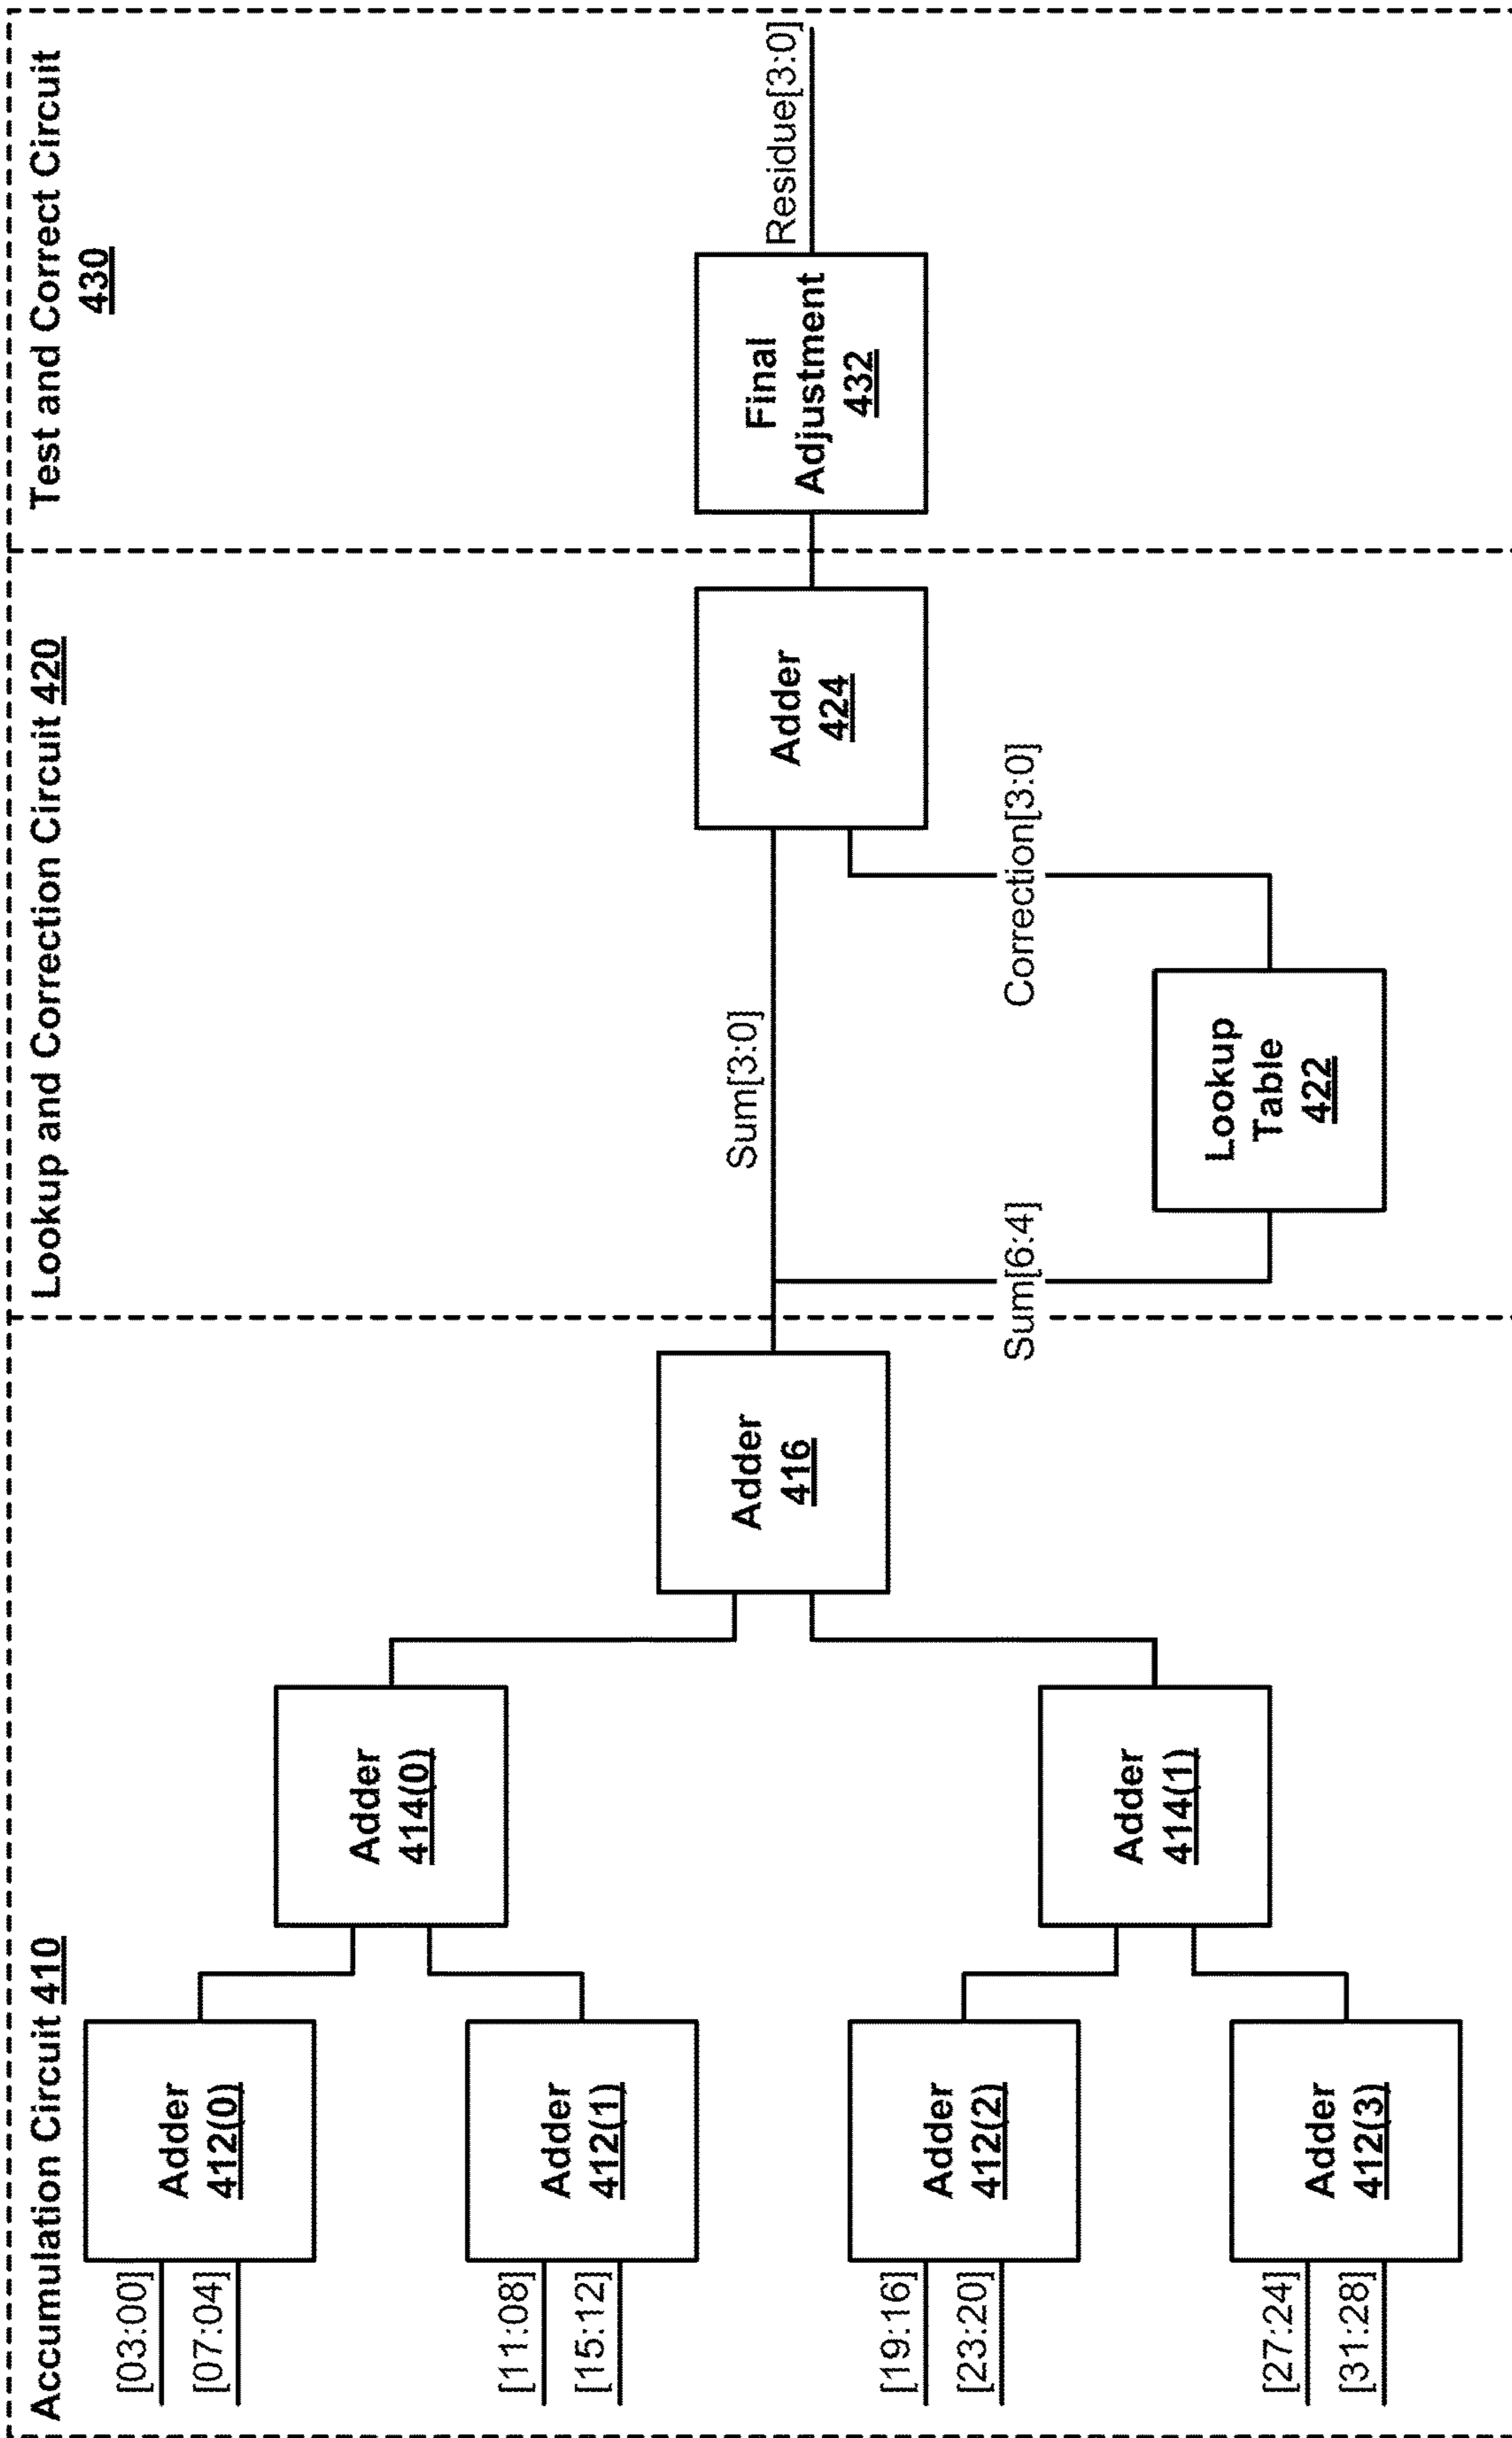 Accumulation Circuit 410
Lookup and Correction Circuit 420
Test and Correct Circuit
430
[03:00]
[07:04]
Adder
412(0)
[11:08]
[15:12]
Adder
412(1)
[19:16]
[23:20]
Adder
412(2)
[27:24]
[31:28]
Adder
412(3)
Adder
414(0)
Adder
414(1)
Adder
416
Sum[3:0]
Sum[6:4]
Lookup
Table
422
Correction[3:0]
Adder
424
Final
Adjustment
432
Residue[3:0]